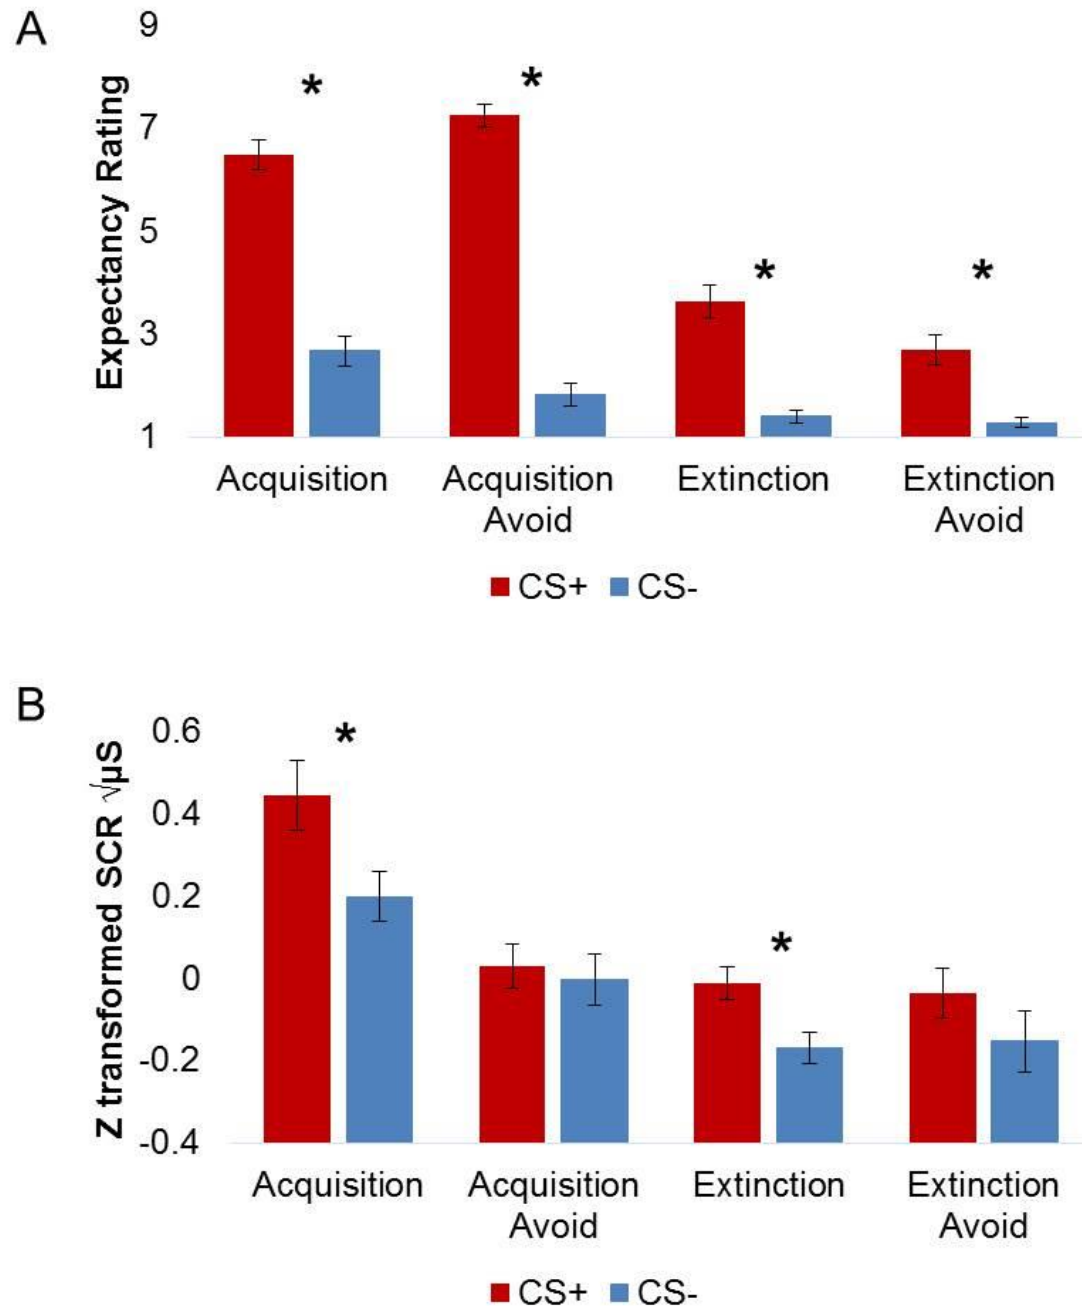 A
Expectancy Rating
9
7
5
3
1
*
*
*
*
Acquisition
Acquisition
Avoid
Extinction
Extinction
Avoid
CS+
CS-
B
Z transformed SCR √µS
0.6
0.4
0.2
0
-0.2
-0.4
*
*
Acquisition
Acquisition
Avoid
Extinction
Extinction
Avoid
CS+
CS-